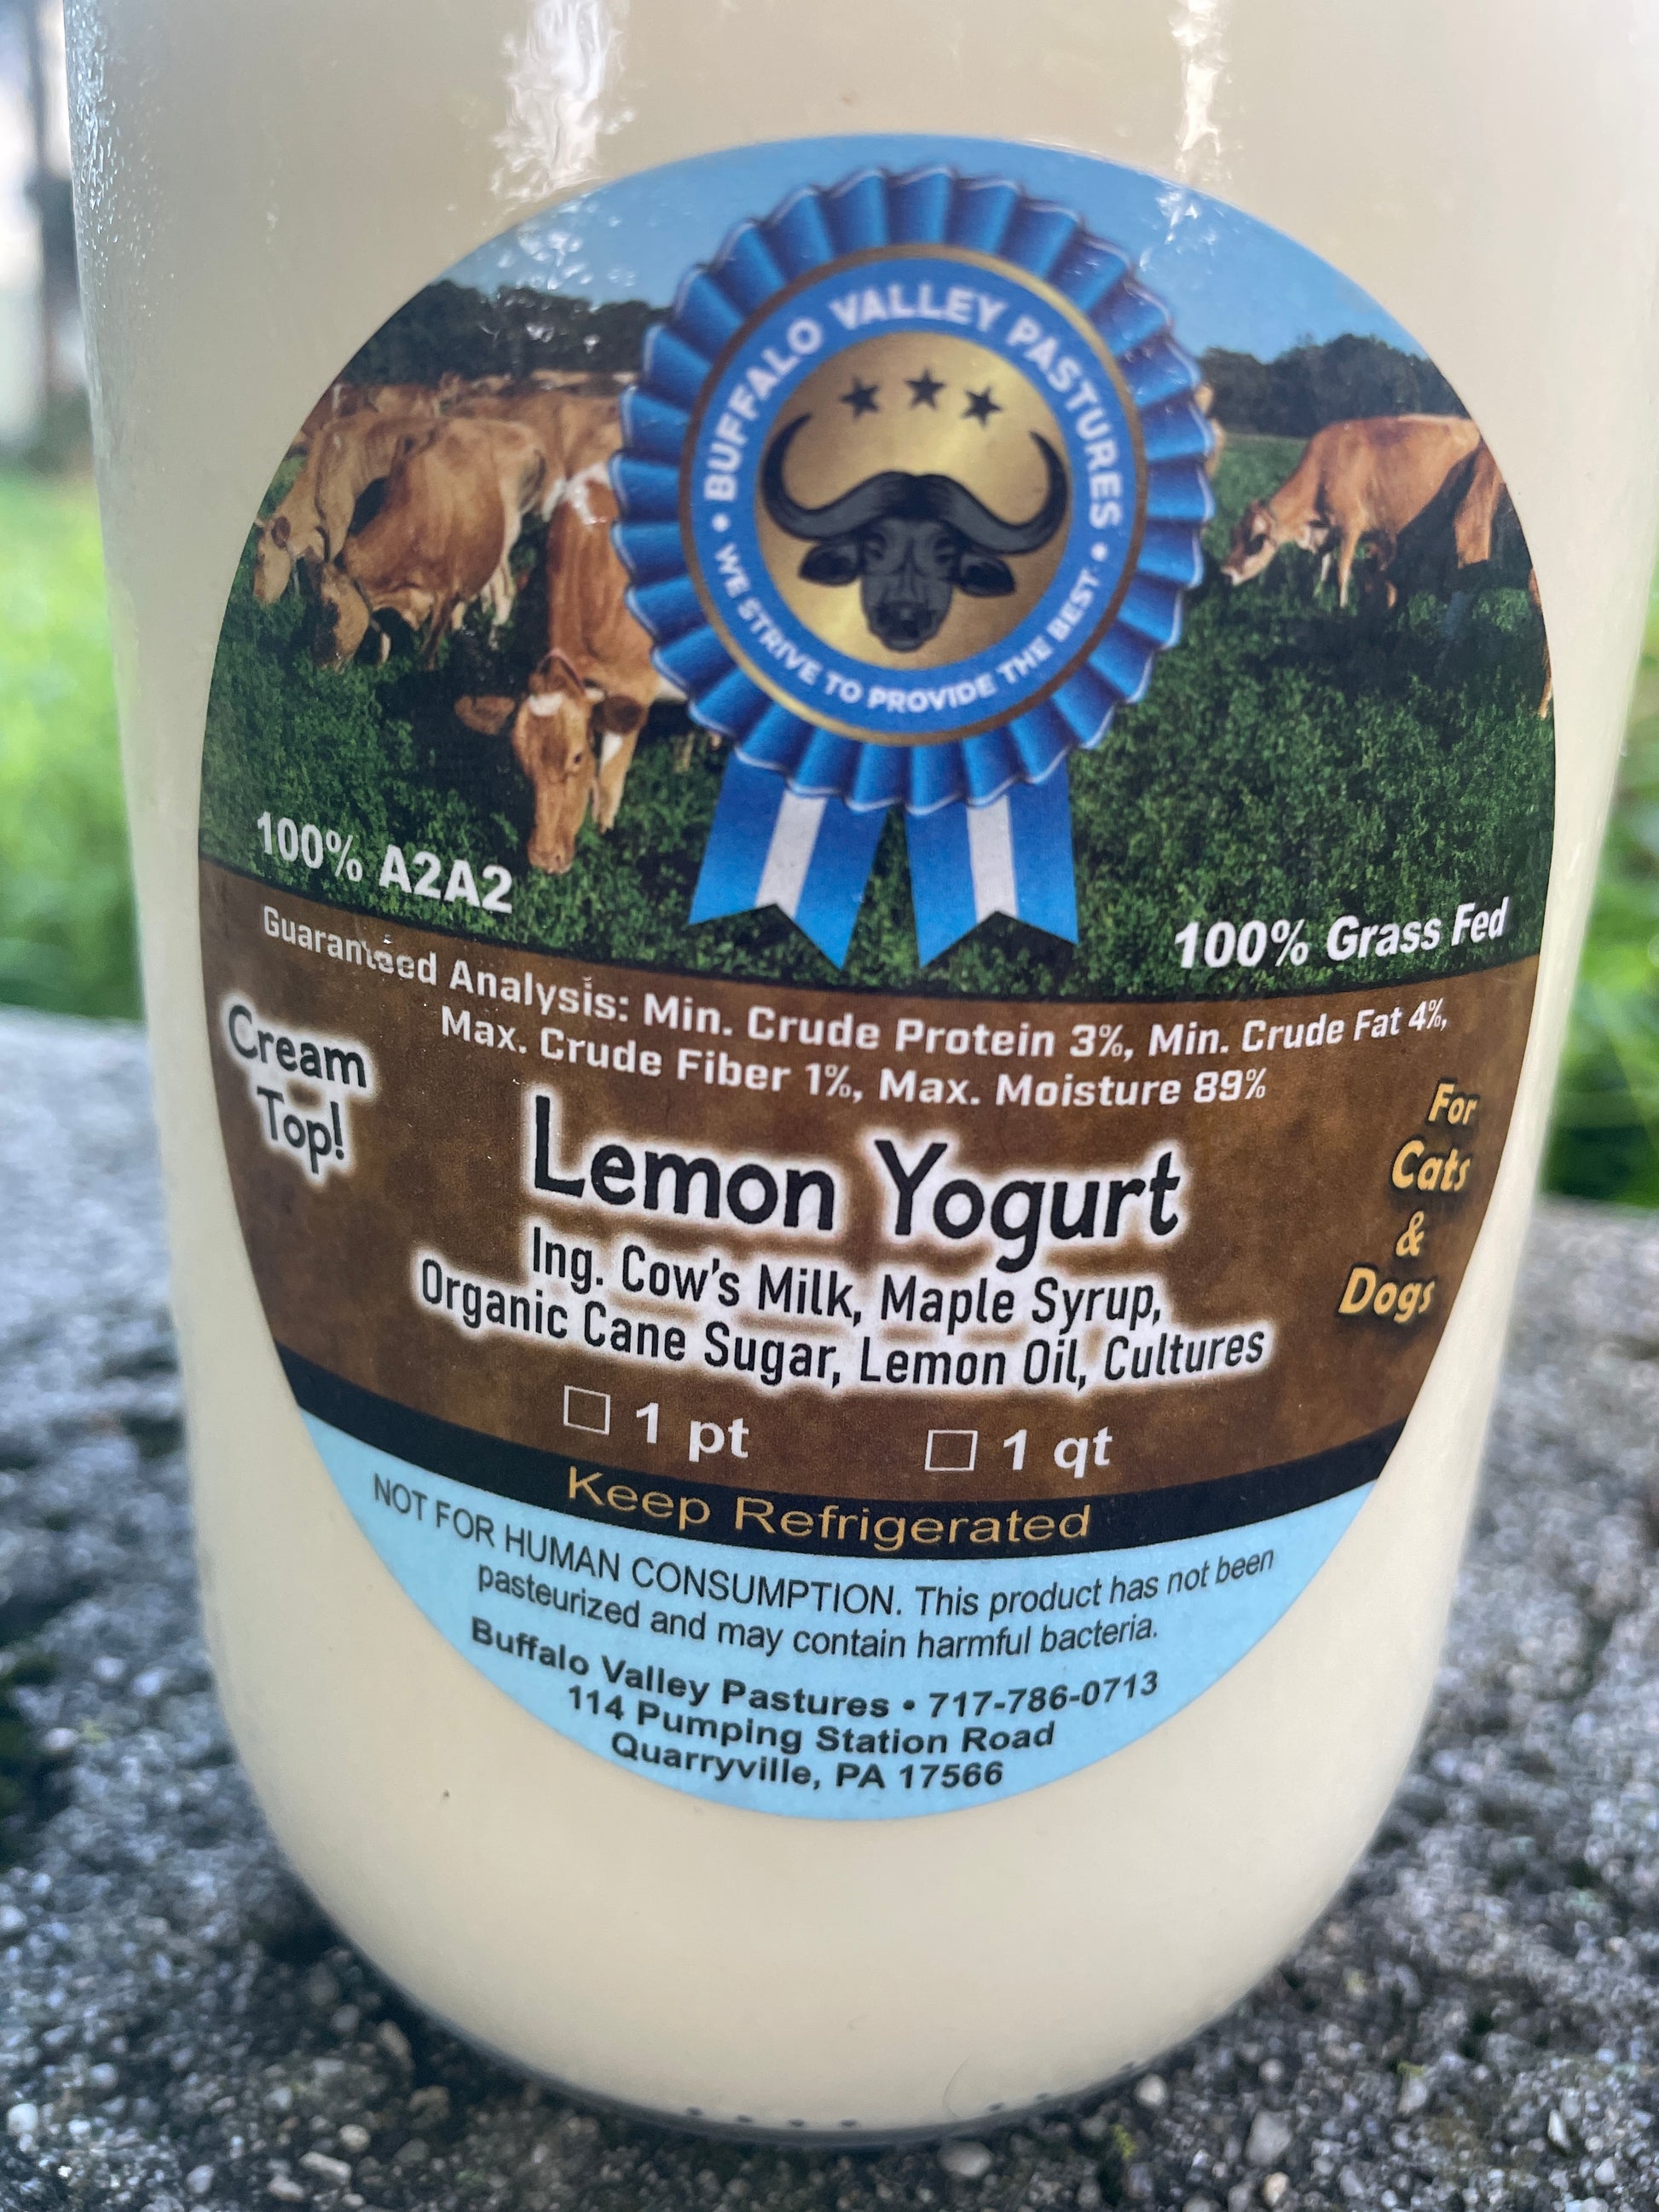 BUFFALO VALLEY PASTURES
• WE STRIVE TO PROVIDE THE BEST •
100% A2A2
100% Grass Fed
Guaranteed Analysis: Min. Crude Protein 3%, Min. Crude Fat 4%,
Max. Crude Fiber 1%, Max. Moisture 89%
Cream
Top!
For
Cats
&
Dogs
Lemon Yogurt
Ing. Cow's Milk, Maple Syrup,
Organic Cane Sugar, Lemon Oil, Cultures
☐ 1 pt ☐ 1 qt
Keep Refrigerated
NOT FOR HUMAN CONSUMPTION. This product has not been
pasteurized and may contain harmful bacteria.
Buffalo Valley Pastures • 717-786-0713
114 Pumping Station Road
Quarryville, PA 17566